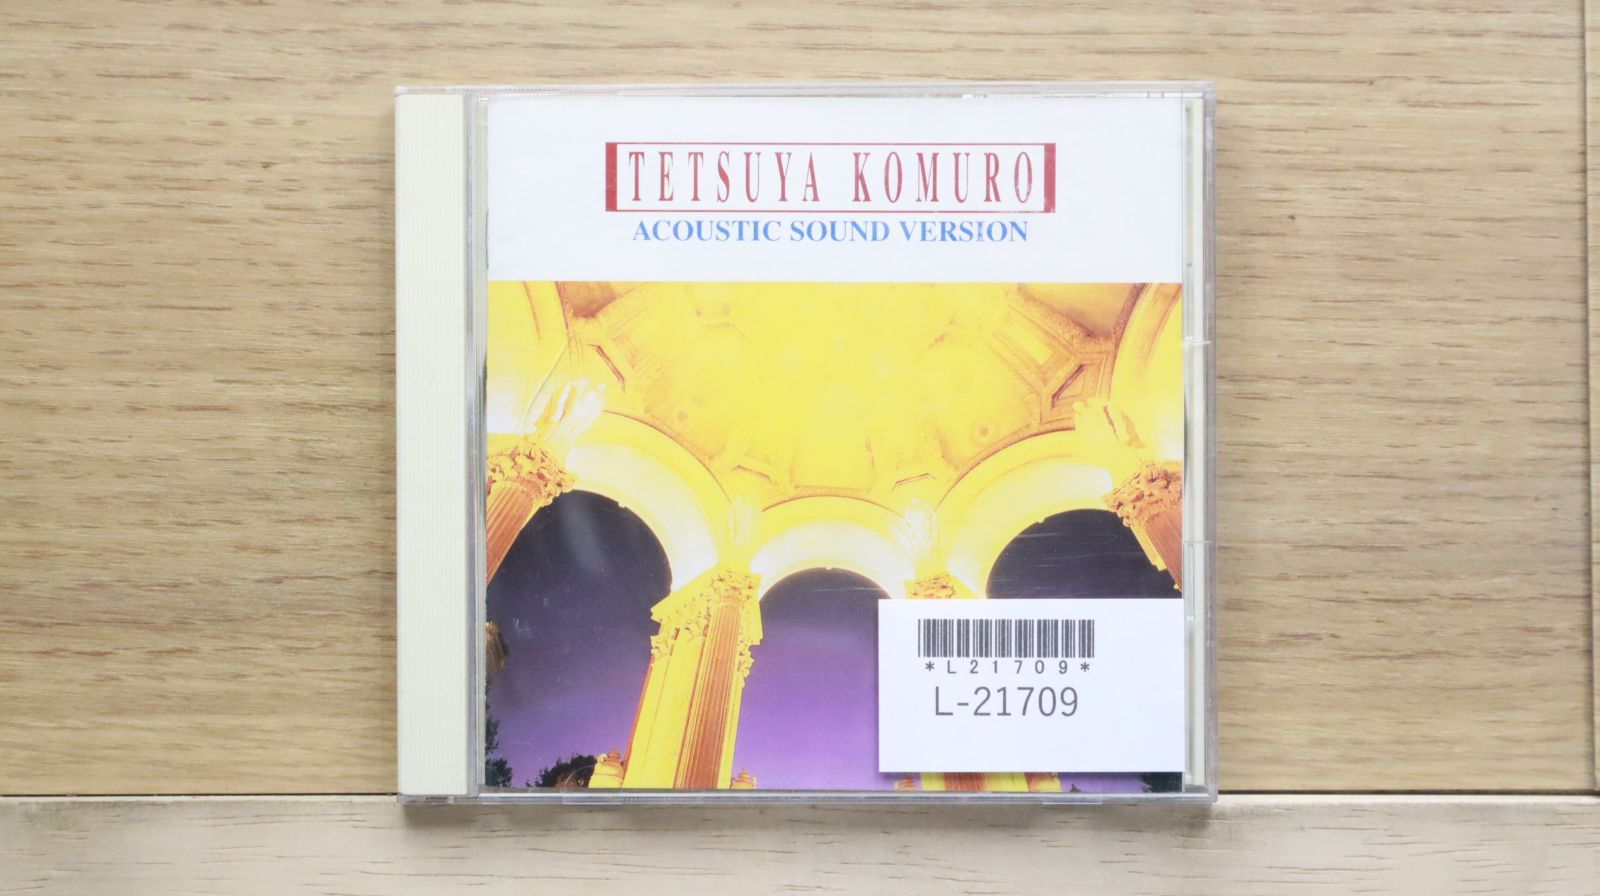 TETSUYA KOMURO
ACOUSTIC SOUND VERSION
*L21709*
L-21709